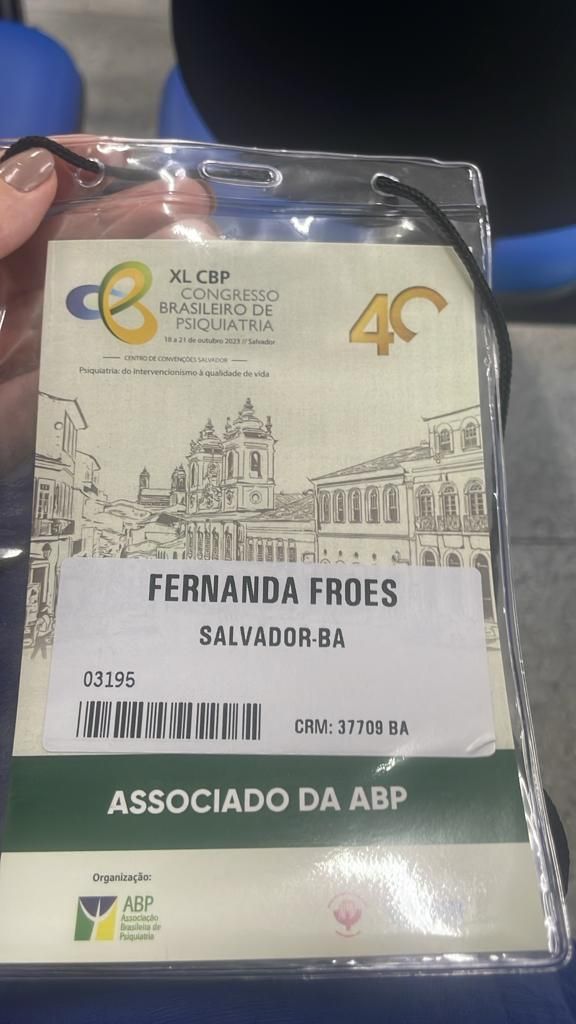 XL CBP
CONGRESSO
BRASILEIRO DE
PSIQUIATRIA
18 a 21 de outubro 2023 // Salvador
CENTRO DE CONVENÇÕES SALVADOR
Psiquiatria: do intervencionismo à qualidade de vida
40
FERNANDA FROES
SALVADOR-BA
03195
CRM: 37709 BA
ASSOCIADO DA ABP
Organização:
ABP
Associação
Brasileira de
Psiquiatria